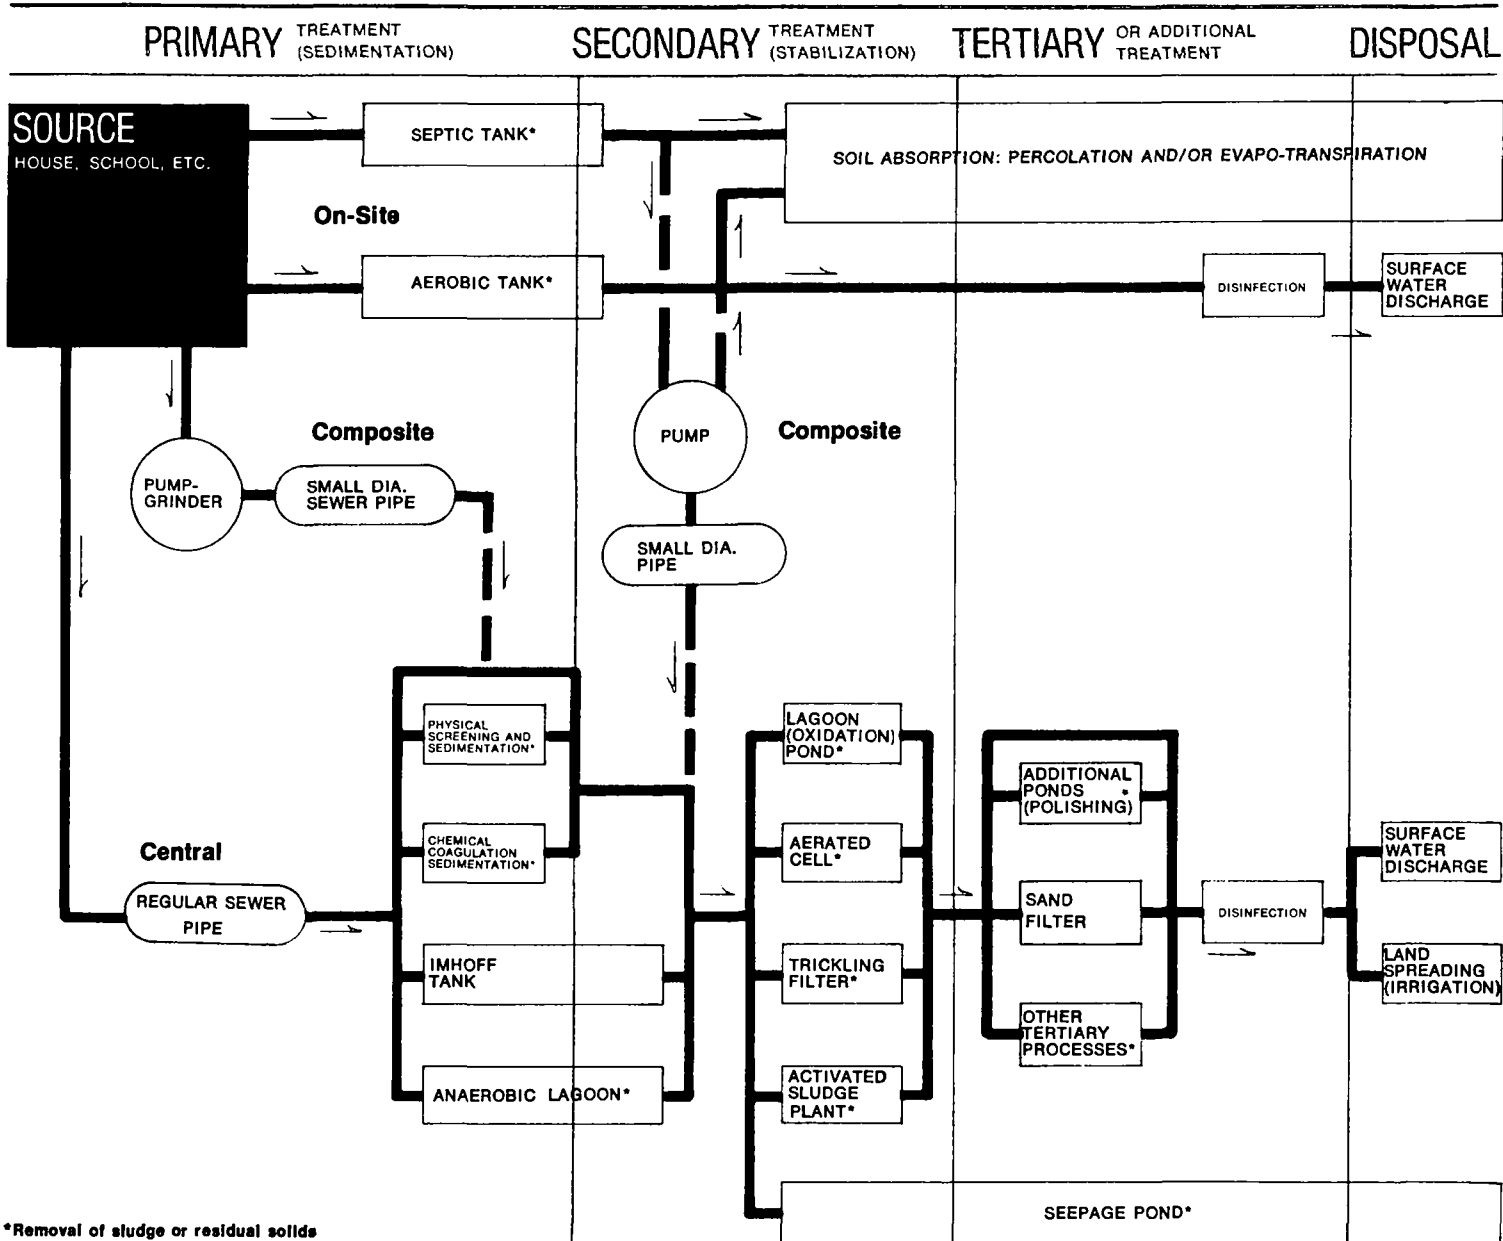 PRIMARY TREATMENT (SEDIMENTATION)
SECONDARY TREATMENT (STABILIZATION)
TERTIARY OR ADDITIONAL TREATMENT
DISPOSAL
SOURCE
HOUSE, SCHOOL, ETC.
SEPTIC TANK*
SOIL ABSORPTION: PERCOLATION AND/OR EVAPO-TRANSPIRATION
On-Site
AEROBIC TANK*
DISINFECTION
SURFACE
WATER
DISCHARGE
Composite
PUMP
Composite
PUMP-
GRINDER
SMALL DIA.
SEWER PIPE
SMALL DIA.
PIPE
PHYSICAL
SCREENING AND
SEDIMENTATION*
LAGOON
(OXIDATION)
POND*
ADDITIONAL
PONDS *
(POLISHING)
Central
CHEMICAL
COAGULATION
SEDIMENTATION*
AERATED
CELL*
SURFACE
WATER
DISCHARGE
REGULAR SEWER
PIPE
SAND
FILTER
DISINFECTION
IMHOFF
TANK
TRICKLING
FILTER*
LAND
SPREADING
(IRRIGATION)
OTHER
TERTIARY
PROCESSES*
ANAEROBIC LAGOON*
ACTIVATED
SLUDGE
PLANT*
SEEPAGE POND*
*Removal of sludge or residual solids